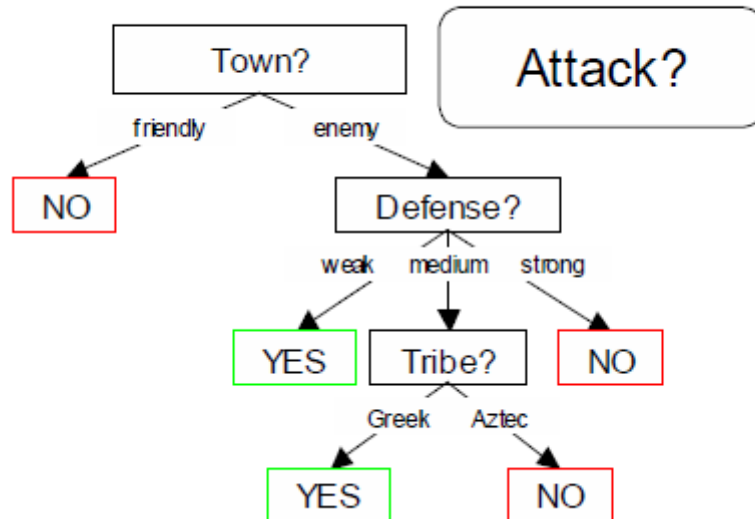 Town?
Attack?
friendly
enemy
NO
Defense?
weak
medium
strong
YES
Tribe?
NO
Greek
Aztec
YES
NO